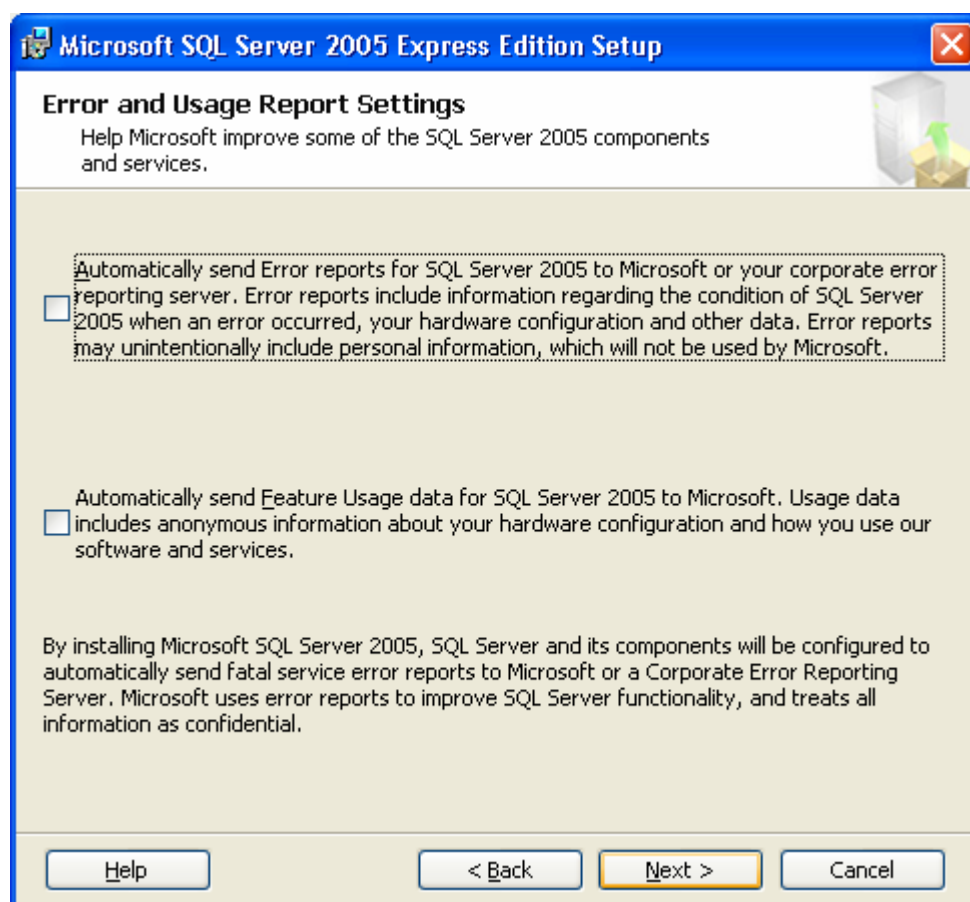 Microsoft SQL Server 2005 Express Edition Setup
Error and Usage Report Settings
Help Microsoft improve some of the SQL Server 2005 components
and services.
Automatically send Error reports for SQL Server 2005 to Microsoft or your corporate error
reporting server. Error reports include information regarding the condition of SQL Server
2005 when an error occurred, your hardware configuration and other data. Error reports
may unintentionally include personal information, which will not be used by Microsoft.
Automatically send Feature Usage data for SQL Server 2005 to Microsoft. Usage data
includes anonymous information about your hardware configuration and how you use our
software and services.
By installing Microsoft SQL Server 2005, SQL Server and its components will be configured to
automatically send fatal service error reports to Microsoft or a Corporate Error Reporting
Server. Microsoft uses error reports to improve SQL Server functionality, and treats all
information as confidential.
Help < Back Next > Cancel